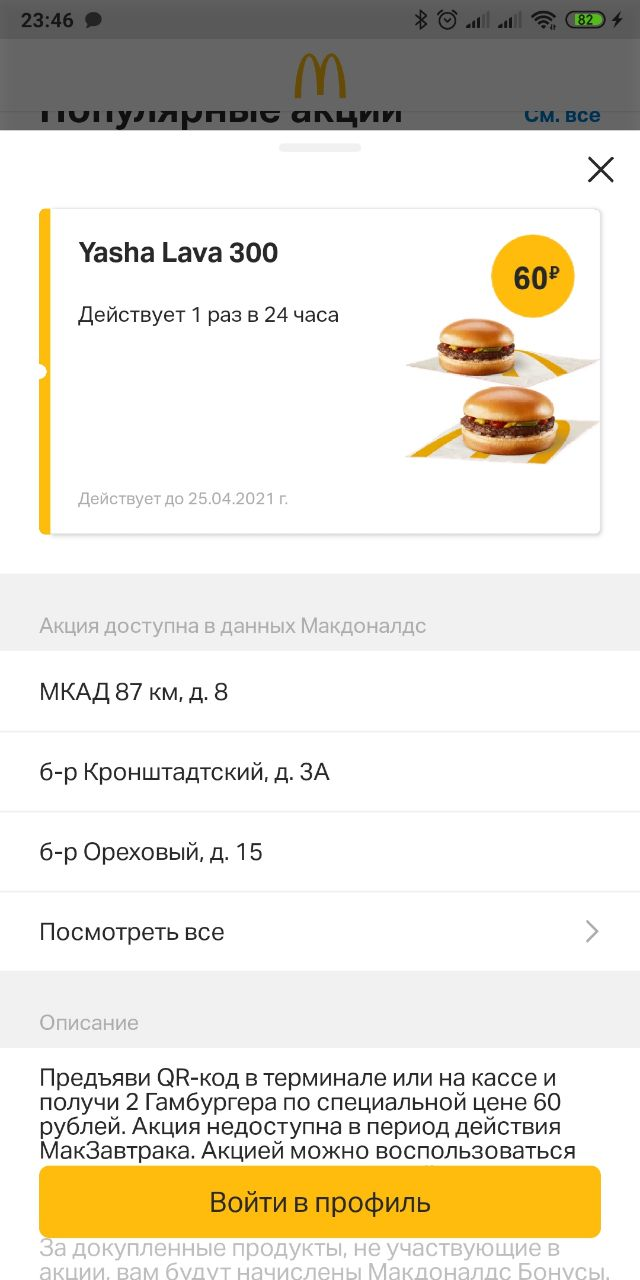 23:46
82
Популярные акции
См. все
Yasha Lava 300
60₽
Действует 1 раз в 24 часа
Действует до 25.04.2021 г.
Акция доступна в данных Макдоналдс
МКАД 87 км, д. 8
б-р Кронштадтский, д. 3А
б-р Ореховый, д. 15
Посмотреть все
Описание
Предъяви QR-код в терминале или на кассе и
получи 2 Гамбургера по специальной цене 60
рублей. Акция недоступна в период действия
МакЗавтрака. Акцией можно воспользоваться
Войти в профиль
За докупленные продукты, не участвующие в
акции, вам будут начислены Макдоналдс Бонусы.